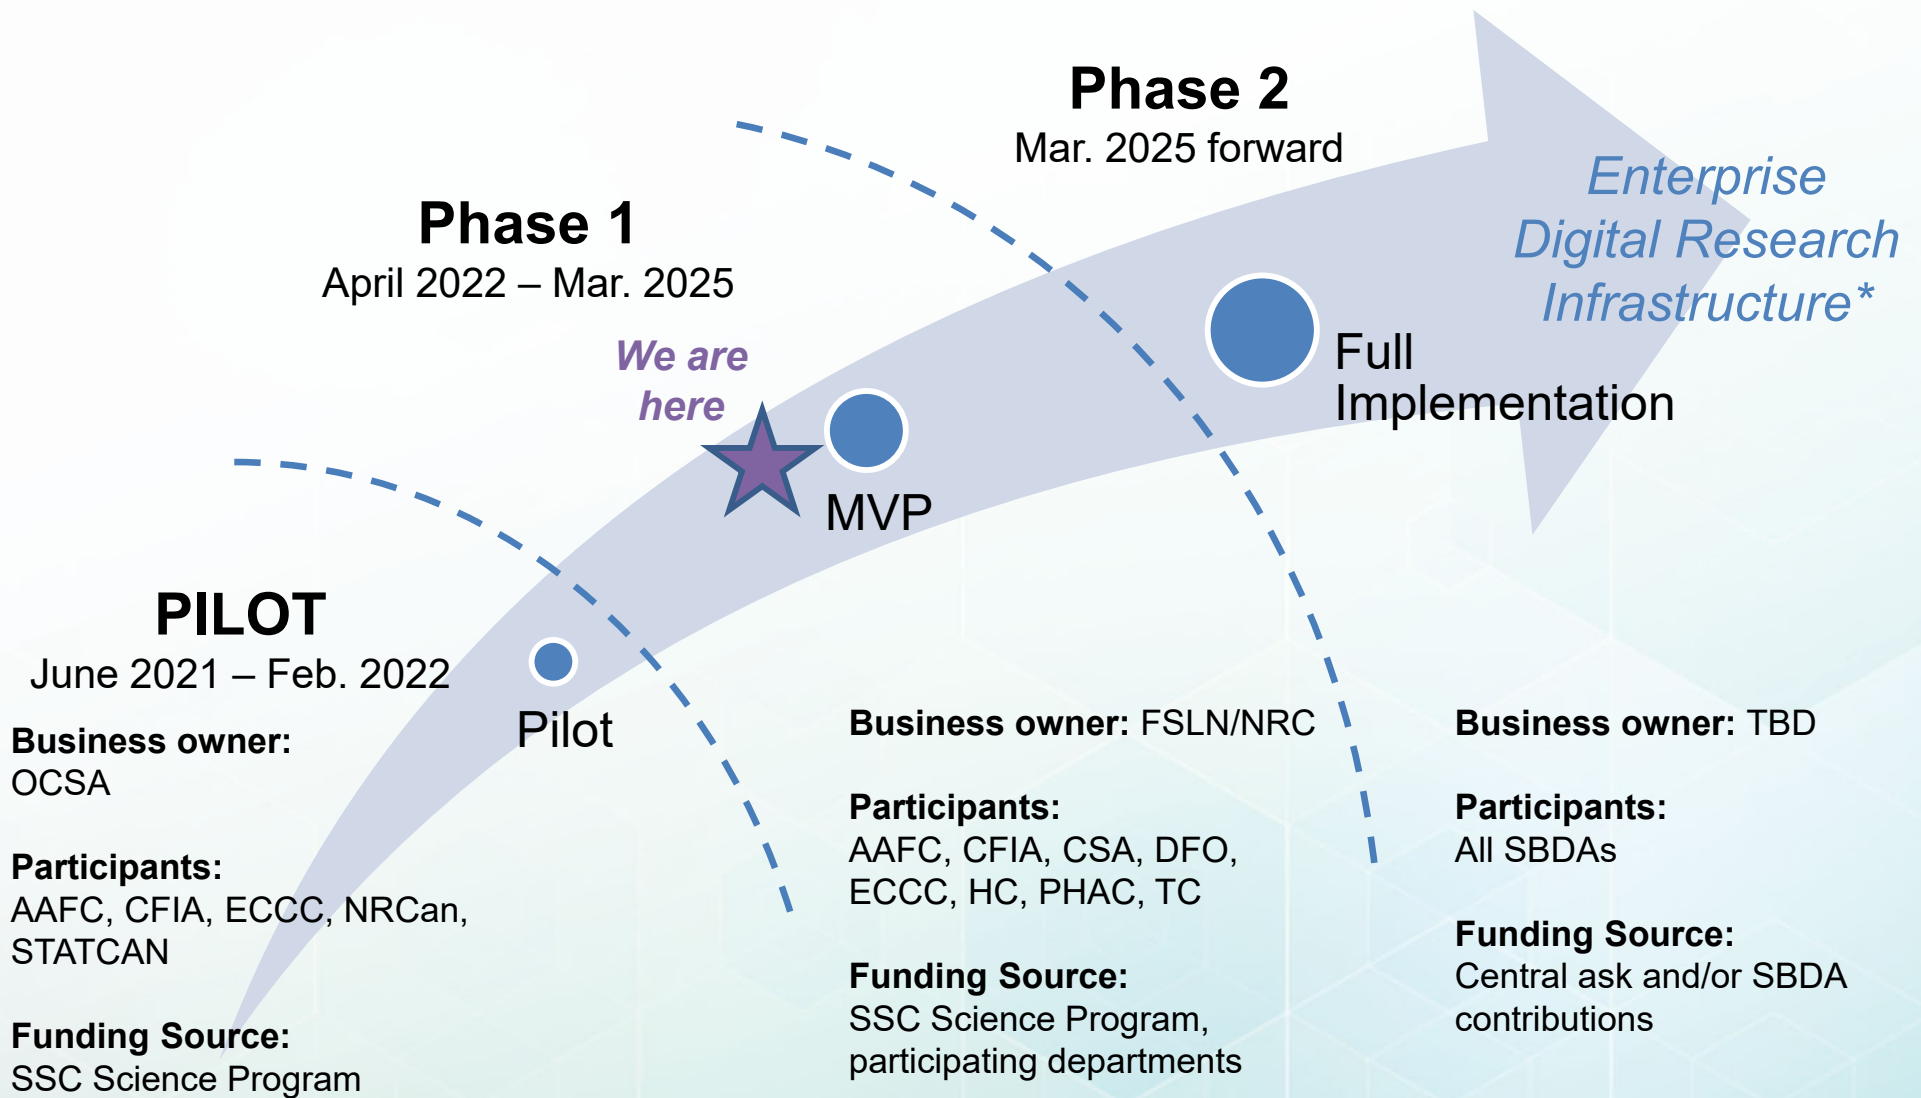 Phase 2
Mar. 2025 forward
Enterprise
Digital Research
Infrastructure*
Phase 1
April 2022 – Mar. 2025
We are
here
Full
Implementation
MVP
PILOT
June 2021 – Feb. 2022
Pilot
Business owner:
OCSA
Participants:
AAFC, CFIA, ECCC, NRCan,
STATCAN
Funding Source:
SSC Science Program
Business owner: FSLN/NRC
Participants:
AAFC, CFIA, CSA, DFO,
ECCC, HC, PHAC, TC
Funding Source:
SSC Science Program,
participating departments
Business owner: TBD
Participants:
All SBDAs
Funding Source:
Central ask and/or SBDA
contributions